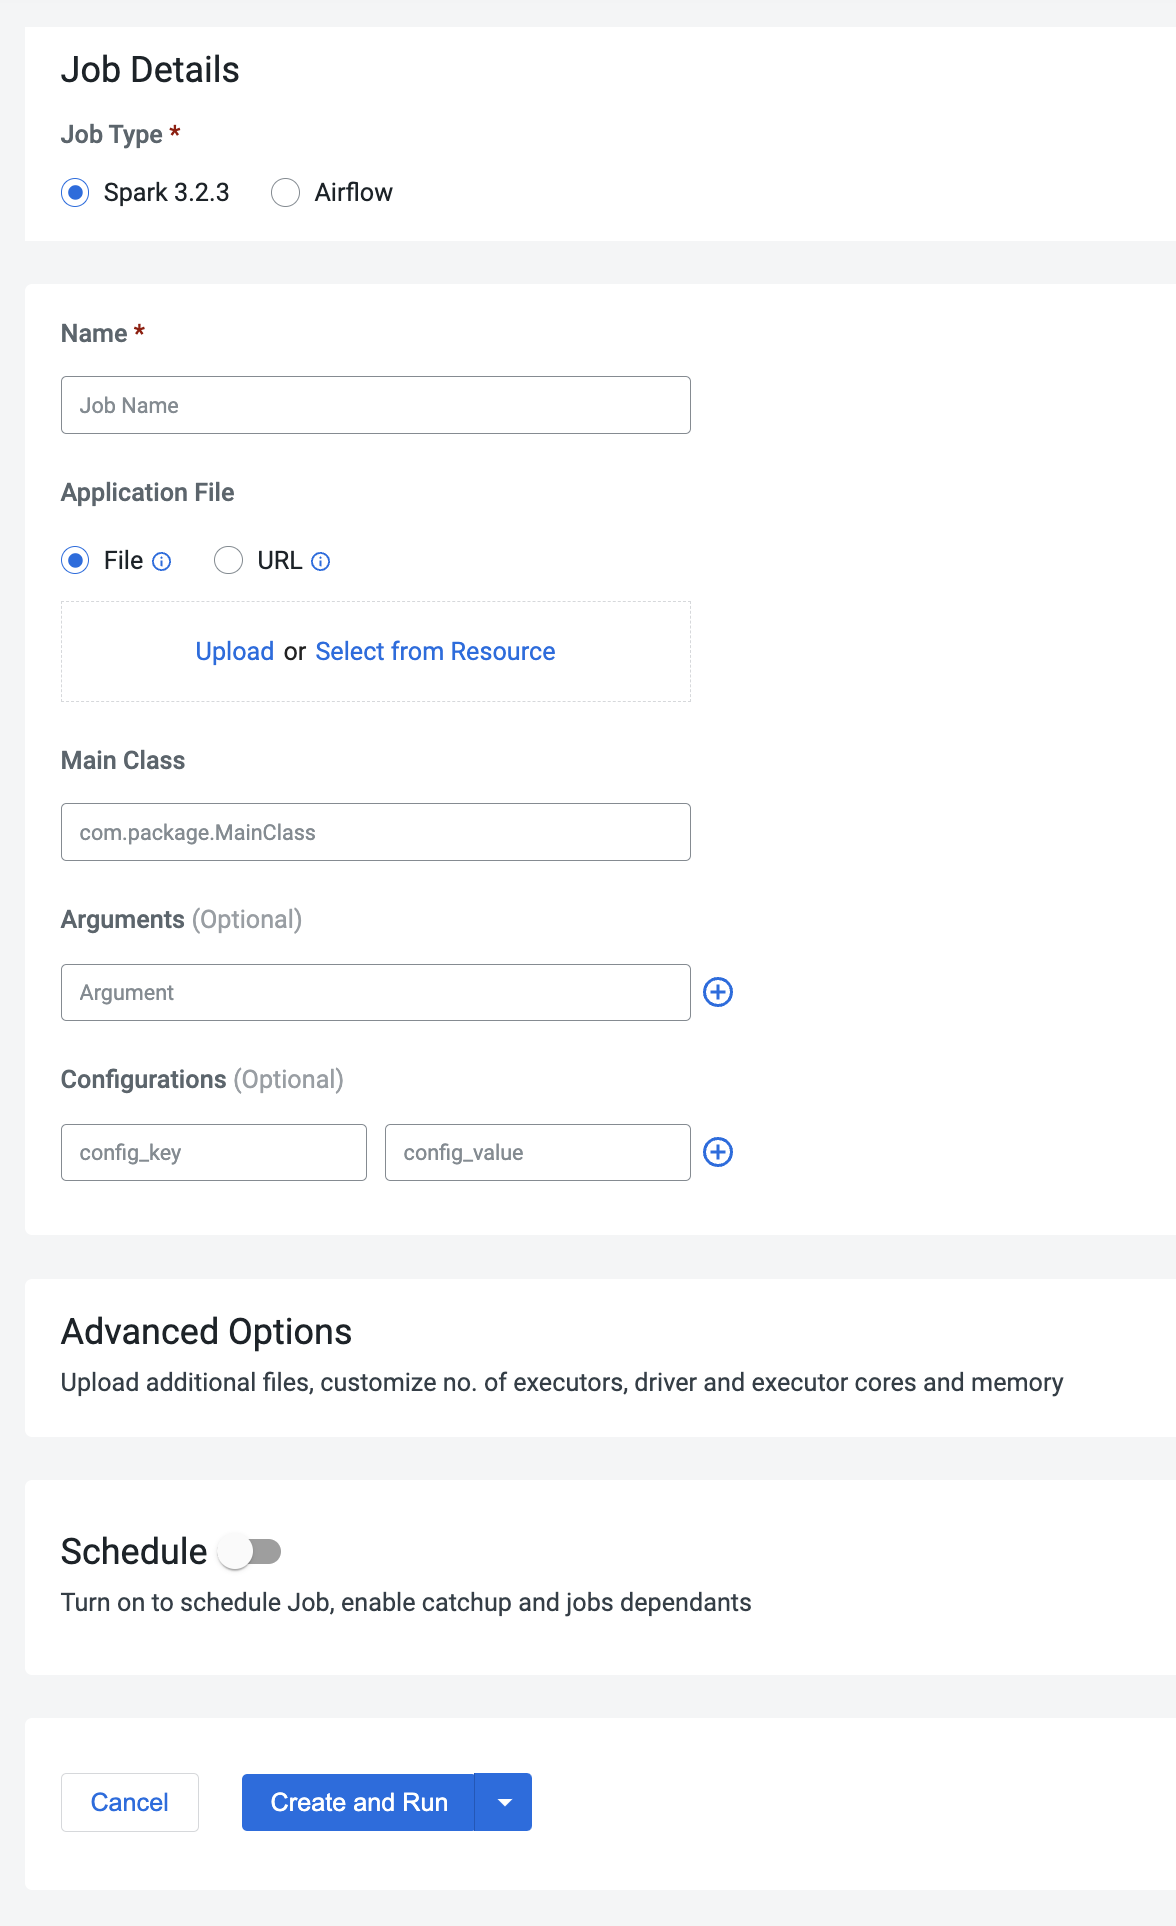 Job Details
Job Type *
Spark 3.2.3 Airflow
Name *
Job Name
Application File
File URL
Upload or Select from Resource
Main Class
com.package.MainClass
Arguments (Optional)
Argument
Configurations (Optional)
config_key config_value
Advanced Options
Upload additional files, customize no. of executors, driver and executor cores and memory
Schedule
Turn on to schedule Job, enable catchup and jobs dependants
Cancel Create and Run